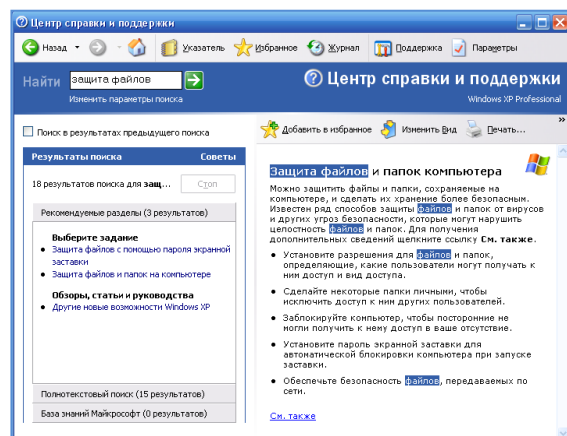 Центр справки и поддержки
Назад Указатель Избранное Журнал Поддержка Параметры
Найти защита файлов
Изменить параметры поиска
Центр справки и поддержки
Windows XP Professional
Поиск в результатах предыдущего поиска
Результаты поиска Советы
18 результатов поиска для защ... Стоп
Рекомендуемые разделы (3 результатов)
Выберите задание
Защита файлов с помощью пароля экранной
заставки
Защита файлов и папок на компьютере
Обзоры, статьи и руководства
Другие новые возможности Windows XP
Полнотекстовый поиск (15 результатов)
База знаний Майкрософт (0 результатов)
Добавить в избранное Изменить Вид Печать... »
Защита файлов и папок компьютера
Можно защитить файлы и папки, сохраняемые на
компьютере, и сделать их хранение более безопасным.
Известен ряд способов защиты файлов и папок от вирусов
и других угроз безопасности, которые могут нарушить
целостность файлов и папок. Для получения
дополнительных сведений щелкните ссылку См. также.
• Установите разрешения для файлов и папок,
определяющие, какие пользователи могут получать к
ним доступ и вид доступа.
• Сделайте некоторые папки личными, чтобы
исключить доступ к ним других пользователей.
• Заблокируйте компьютер, чтобы посторонние не
могли получить к нему доступ в ваше отсутствие.
• Установите пароль экранной заставки для
автоматической блокировки компьютера при запуске
заставки.
• Обеспечьте безопасность файлов, передаваемых по
сети.
См. также